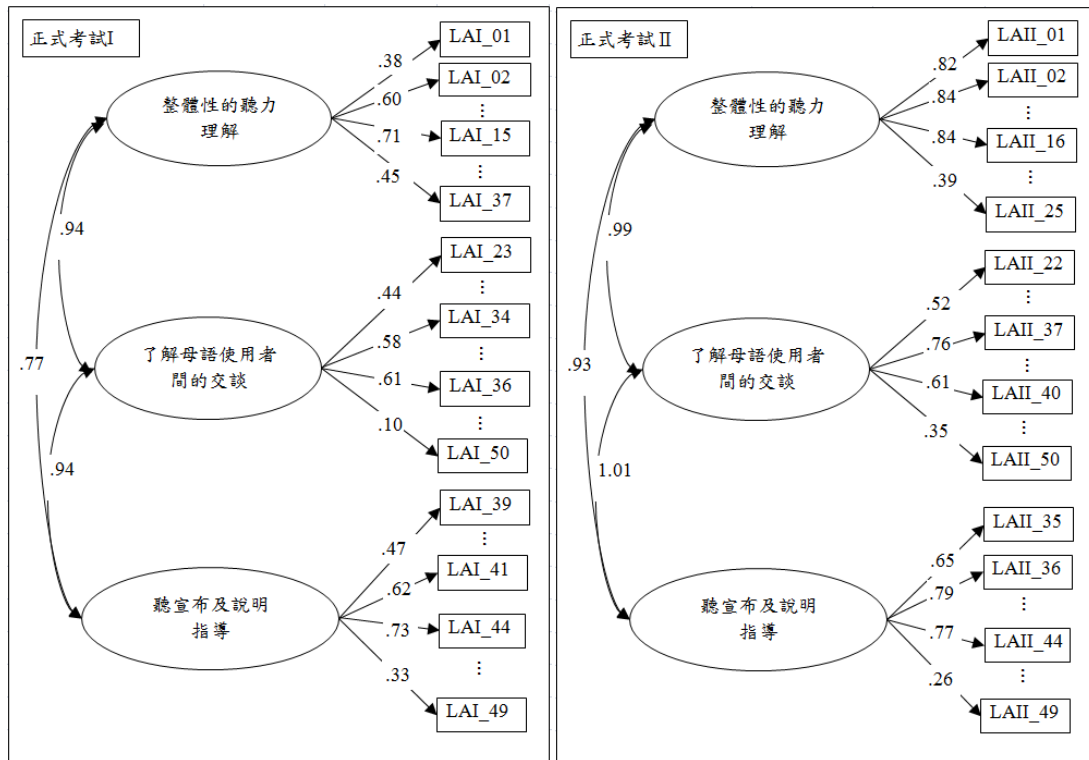 正式考試I
整體性的聽力
理解
.38
.60
.71
.45
LAI_01
LAI_02
LAI_15
LAI_37
.94
.77
.94
了解母語使用者
間的交談
.44
.58
.61
.10
LAI_23
LAI_34
LAI_36
LAI_50
聽宣布及說明
指導
.47
.62
.73
.33
LAI_39
LAI_41
LAI_44
LAI_49
正式考試Ⅱ
整體性的聽力
理解
.82
.84
.84
.39
LAII_01
LAII_02
LAII_16
LAII_25
.99
.93
1.01
了解母語使用者
間的交談
.52
.76
.61
.35
LAII_22
LAII_37
LAII_40
LAII_50
聽宣布及說明
指導
.65
.79
.77
.26
LAII_35
LAII_36
LAII_44
LAII_49